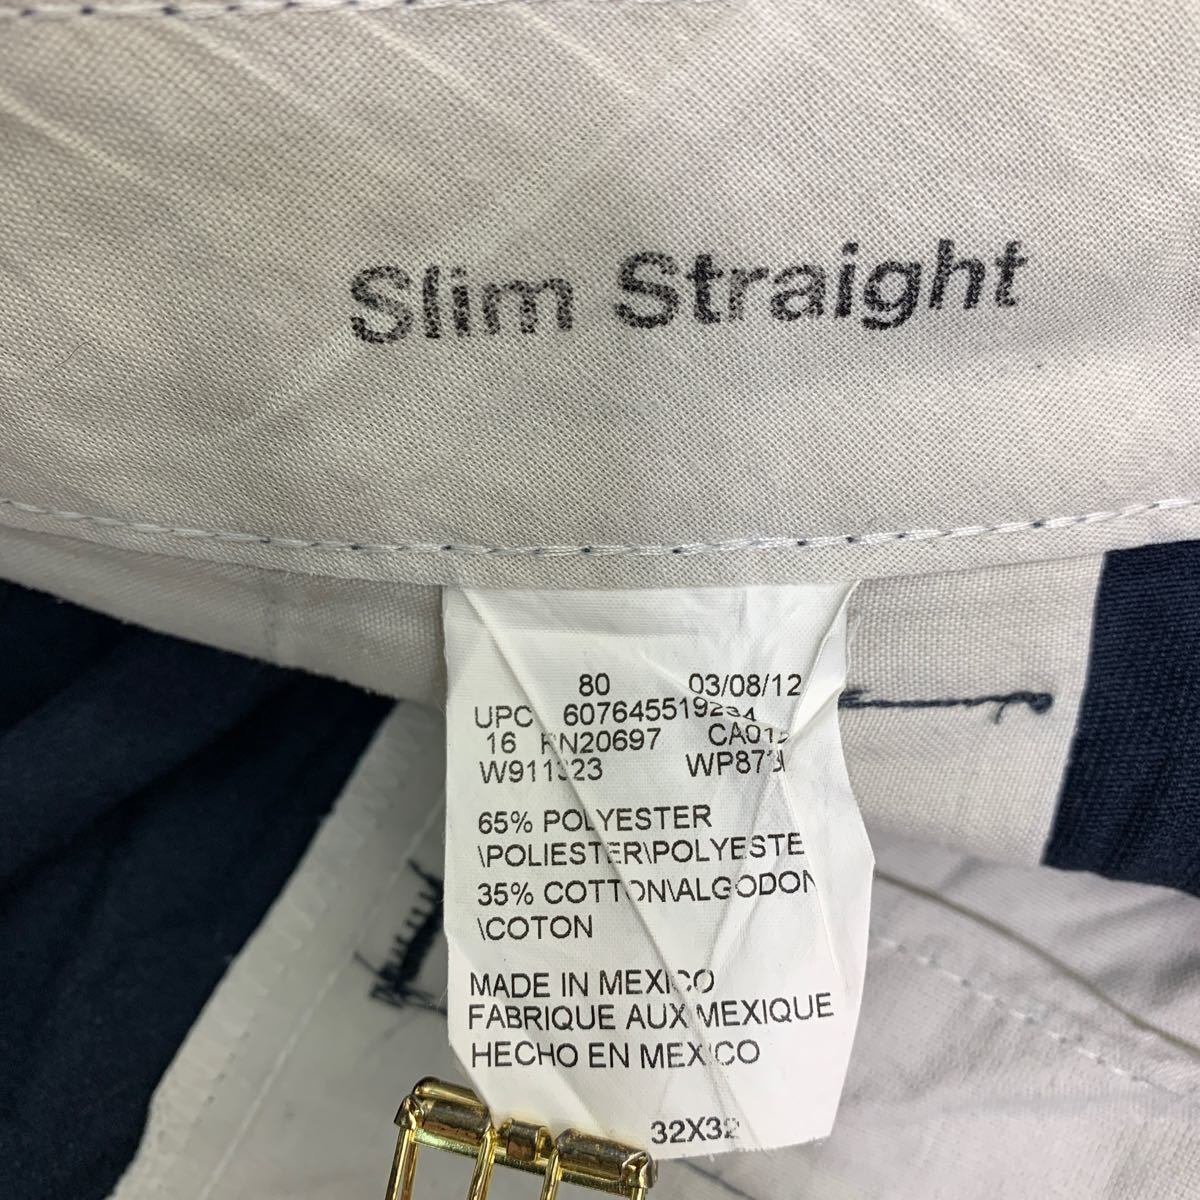 Slim Straight
80 03/08/12
UPC
16 RN20697
W911323
65% POLYESTER
\POLIESTER\POLYESTE
35% COTTON\ALGODON
\COTON
MADE IN MEXICO
FABRIQUE AUX MEXIQUE
HECHO EN MEXICO
32X32